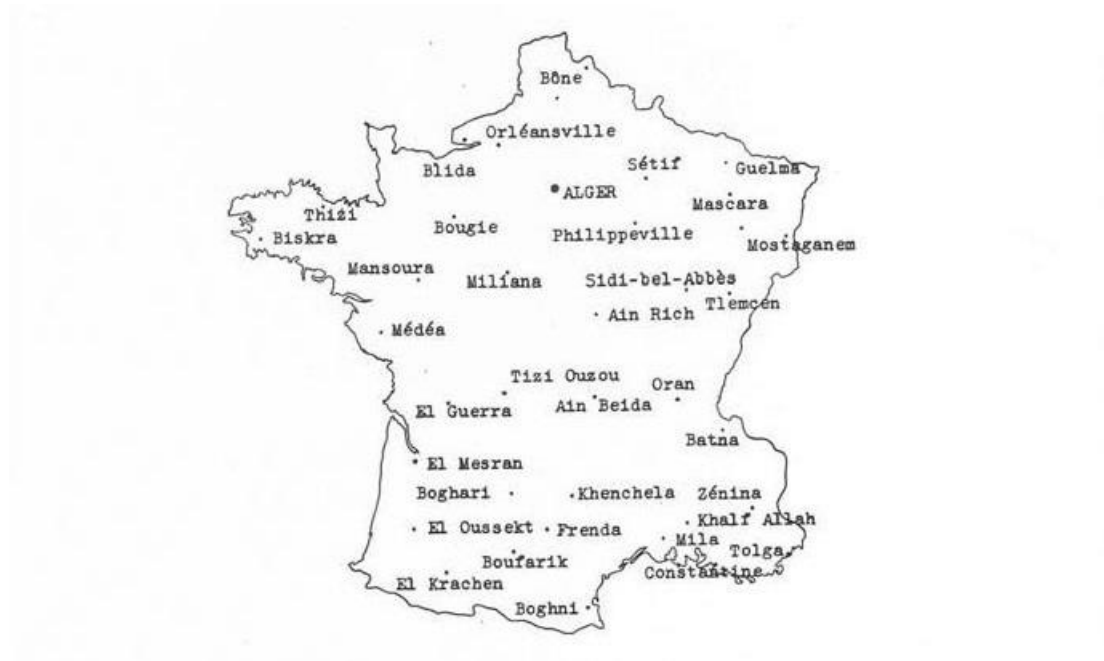 Bône
Orléansville
Blida
Sétif
Guelma
ALGER
Mascara
Thizi
Bougie
Philippeville
Biskra
Mostaganem
Mansoura
Miliana
Sidi-bel-Abbès
Tlemcen
Ain Rich
Médéa
Tizi Ouzou
Oran
El Guerra
Ain Beida
Batna
El Mesran
Boghari
Khenchela
Zénina
Khalf Allah
El Oussekt
Frenda
Mila
Tolga
Boufarik
Constantine
El Krachen
Boghni